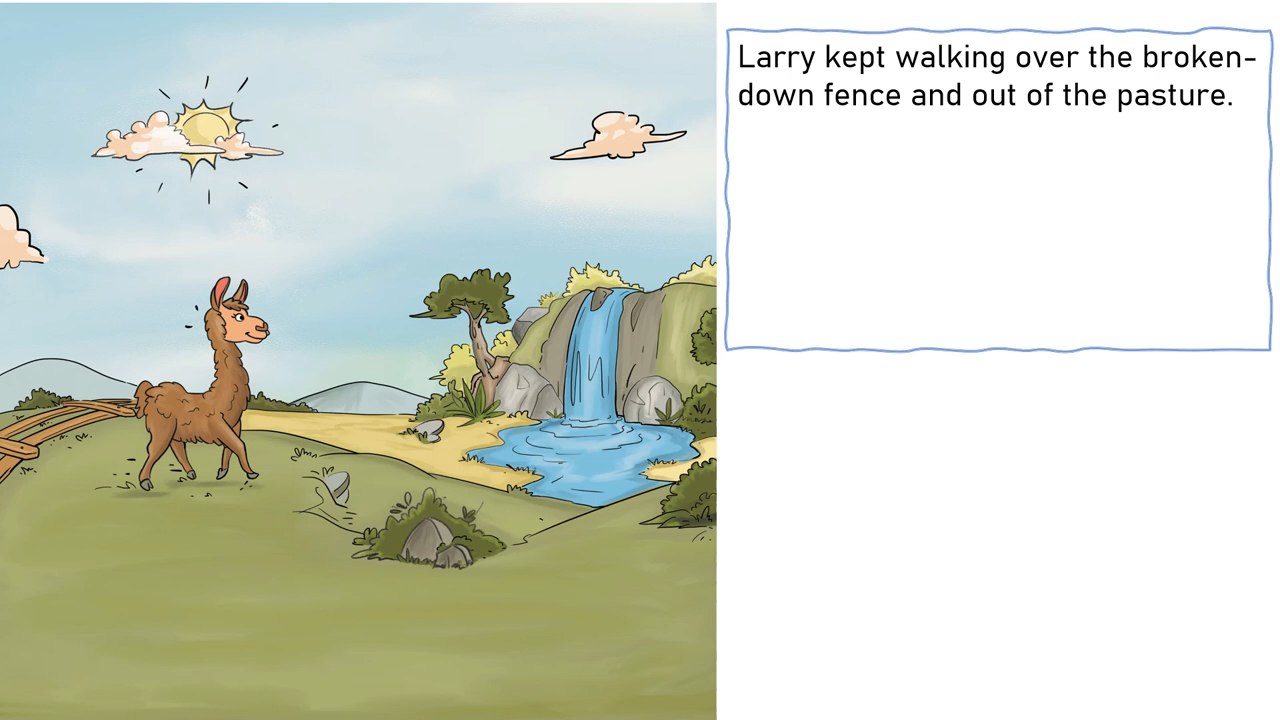 Larry kept walking over the broken-
down fence and out of the pasture.